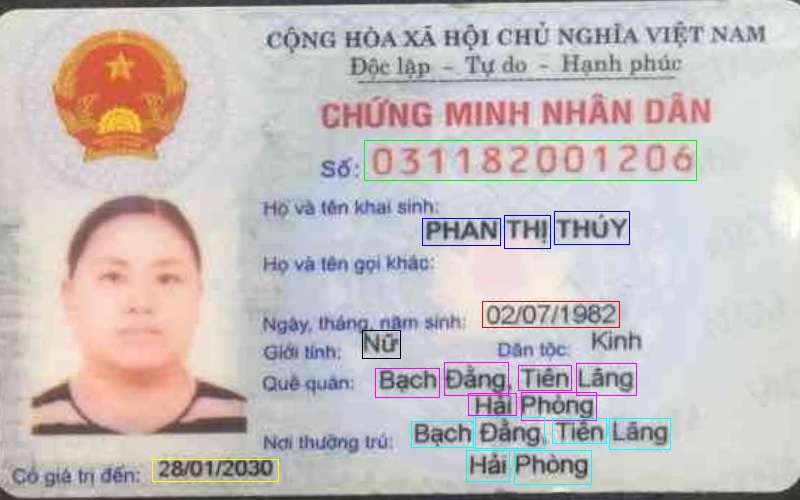 CỘNG HÒA XÃ HỘI CHỦ NGHĨA VIỆT NAM
Độc lập - Tự do - Hạnh phúc
CHỨNG MINH NHÂN DÂN
Số: 031182001206
Họ và tên khai sinh:
PHAN THỊ THÚY
Họ và tên gọi khác:
Ngày, tháng, năm sinh: 02/07/1982
Giới tính: Nữ Dân tộc: Kinh
Quê quán: Bạch Đằng, Tiên Lãng
Hải Phòng
Nơi thường trú: Bạch Đằng, Tiên Lãng
Hải Phòng
Có giá trị đến: 28/01/2030